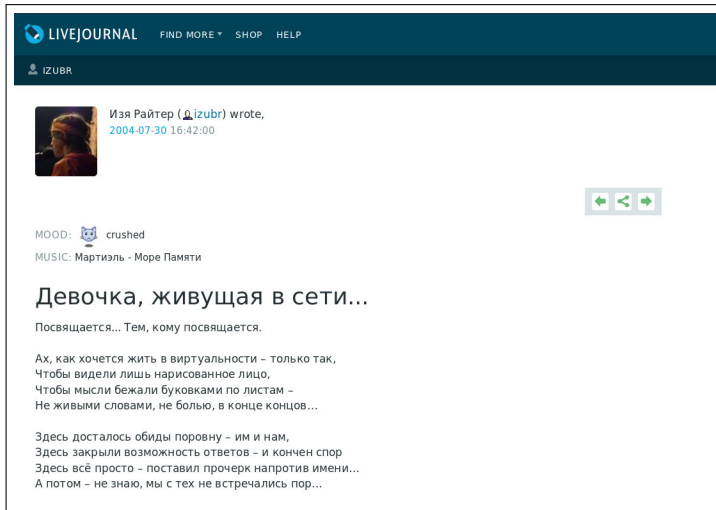 LIVEJOURNAL FIND MORE SHOP HELP
IZUBR
Изя Райтер (izubr) wrote,
2004-07-30 16:42:00
MOOD: crushed
MUSIC: Мартиэль - Море Памяти
Девочка, живущая в сети...
Посвящается... Тем, кому посвящается.
Ах, как хочется жить в виртуальности – только так,
Чтобы видели лишь нарисованное лицо,
Чтобы мысли бежали буковками по листам –
Не живыми словами, не болью, в конце концов...
Здесь досталось обиды поровну – им и нам,
Здесь закрыли возможность ответов – и кончен спор
Здесь всё просто – поставил прочерк напротив имени...
А потом – не знаю, мы с тех не встречались пор...